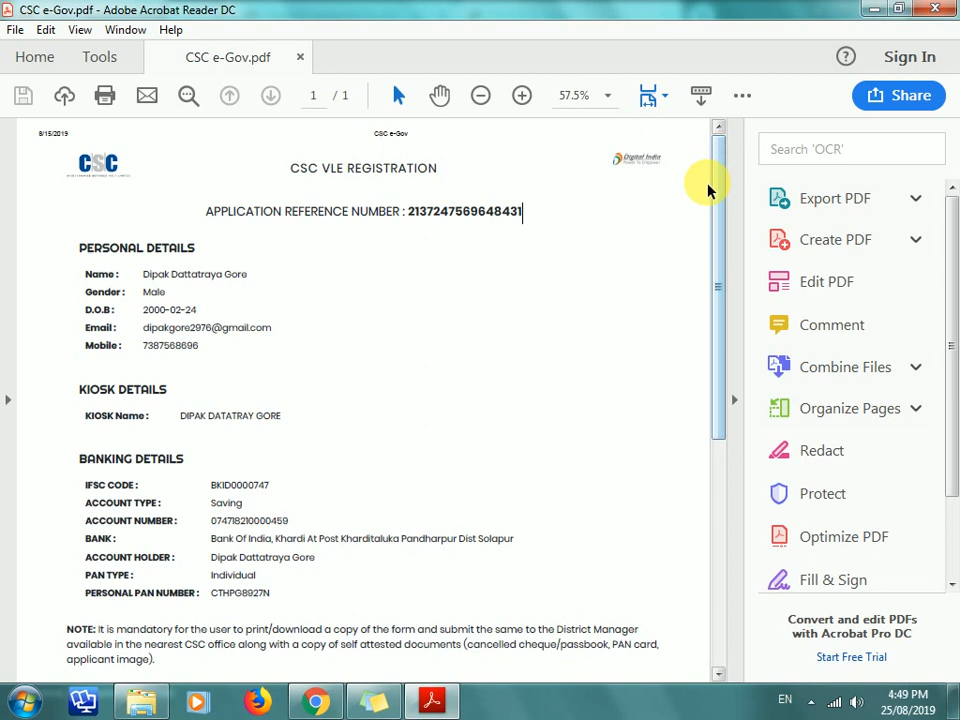 CSC e-Gov.pdf - Adobe Acrobat Reader DC
File Edit View Window Help
Home Tools CSC e-Gov.pdf × Sign In
1 / 1 57.5% Share
8/15/2019 CSC e-Gov
CSC
Digital India
Power To Empower
CSC VLE REGISTRATION
APPLICATION REFERENCE NUMBER : 2137247569648431
PERSONAL DETAILS
Name : Dipak Dattatraya Gore
Gender : Male
D.O.B : 2000-02-24
Email : dipakgore2976@gmail.com
Mobile : 7387568696
KIOSK DETAILS
KIOSK Name : DIPAK DATATRAY GORE
BANKING DETAILS
IFSC CODE : BKID0000747
ACCOUNT TYPE : Saving
ACCOUNT NUMBER : 074718210000459
BANK : Bank Of India, Khardi At Post Kharditaluka Pandharpur Dist Solapur
ACCOUNT HOLDER : Dipak Dattatraya Gore
PAN TYPE : Individual
PERSONAL PAN NUMBER : CTHPG8927N
NOTE: It is mandatory for the user to print/download a copy of the form and submit the same to the District Manager
available in the nearest CSC office along with a copy of self attested documents (cancelled cheque/passbook, PAN card,
applicant image).
Search 'OCR'
Export PDF
Create PDF
Edit PDF
Comment
Combine Files
Organize Pages
Redact
Protect
Optimize PDF
Fill & Sign
Convert and edit PDFs
with Acrobat Pro DC
Start Free Trial
EN
4:49 PM
25/08/2019